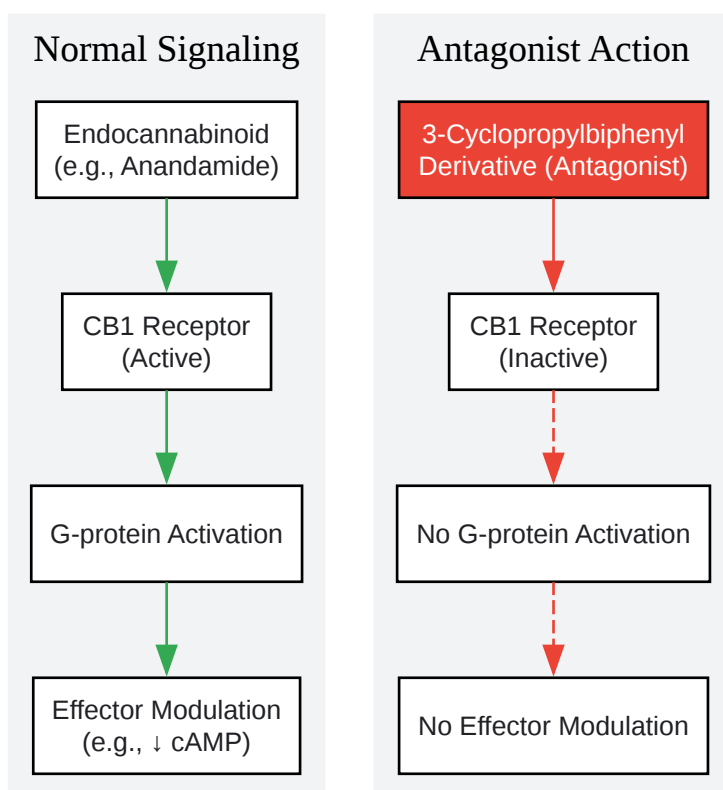 Normal Signaling
Endocannabinoid
(e.g., Anandamide)
CB1 Receptor
(Active)
G-protein Activation
Effector Modulation
(e.g., ↓ cAMP)
Antagonist Action
3-Cyclopropylbiphenyl
Derivative (Antagonist)
CB1 Receptor
(Inactive)
No G-protein Activation
No Effector Modulation